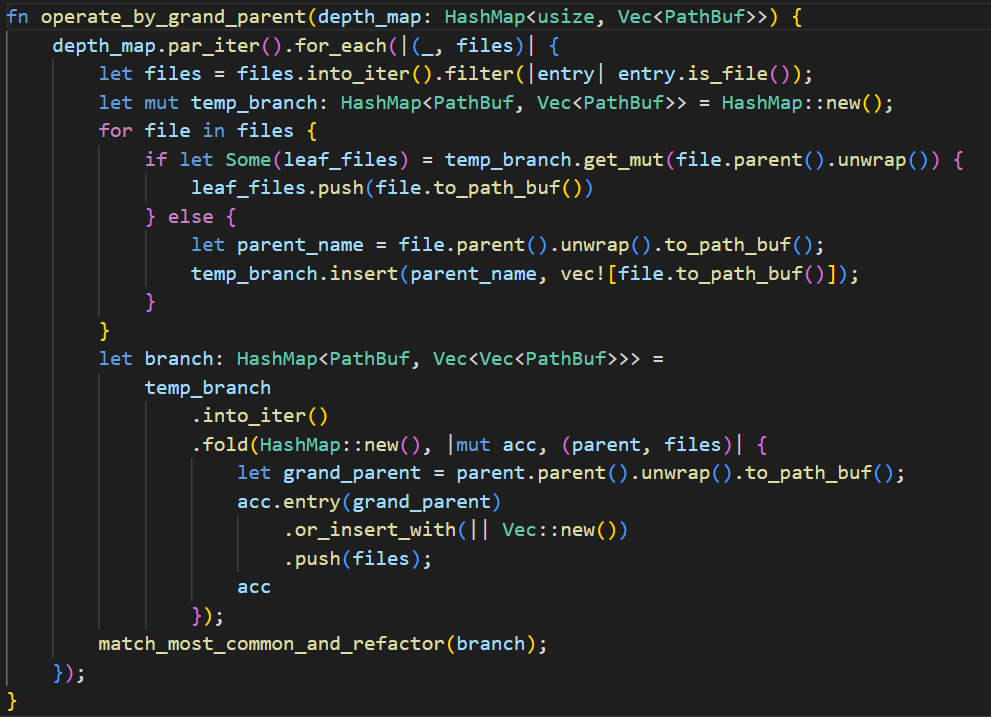 fn operate_by_grand_parent(depth_map: HashMap<usize, Vec<PathBuf>>) {
    depth_map.par_iter().for_each(|(_, files)| {
        let files = files.into_iter().filter(|entry| entry.is_file());
        let mut temp_branch: HashMap<PathBuf, Vec<PathBuf>> = HashMap::new();
        for file in files {
            if let Some(leaf_files) = temp_branch.get_mut(file.parent().unwrap()) {
                leaf_files.push(file.to_path_buf())
            } else {
                let parent_name = file.parent().unwrap().to_path_buf();
                temp_branch.insert(parent_name, vec![file.to_path_buf()]);
            }
        }
        let branch: HashMap<PathBuf, Vec<Vec<PathBuf>>> =
            temp_branch
                .into_iter()
                .fold(HashMap::new(), |mut acc, (parent, files)| {
                    let grand_parent = parent.parent().unwrap().to_path_buf();
                    acc.entry(grand_parent)
                        .or_insert_with(|| Vec::new())
                        .push(files);
                    acc
                });
        match_most_common_and_refactor(branch);
    });
}